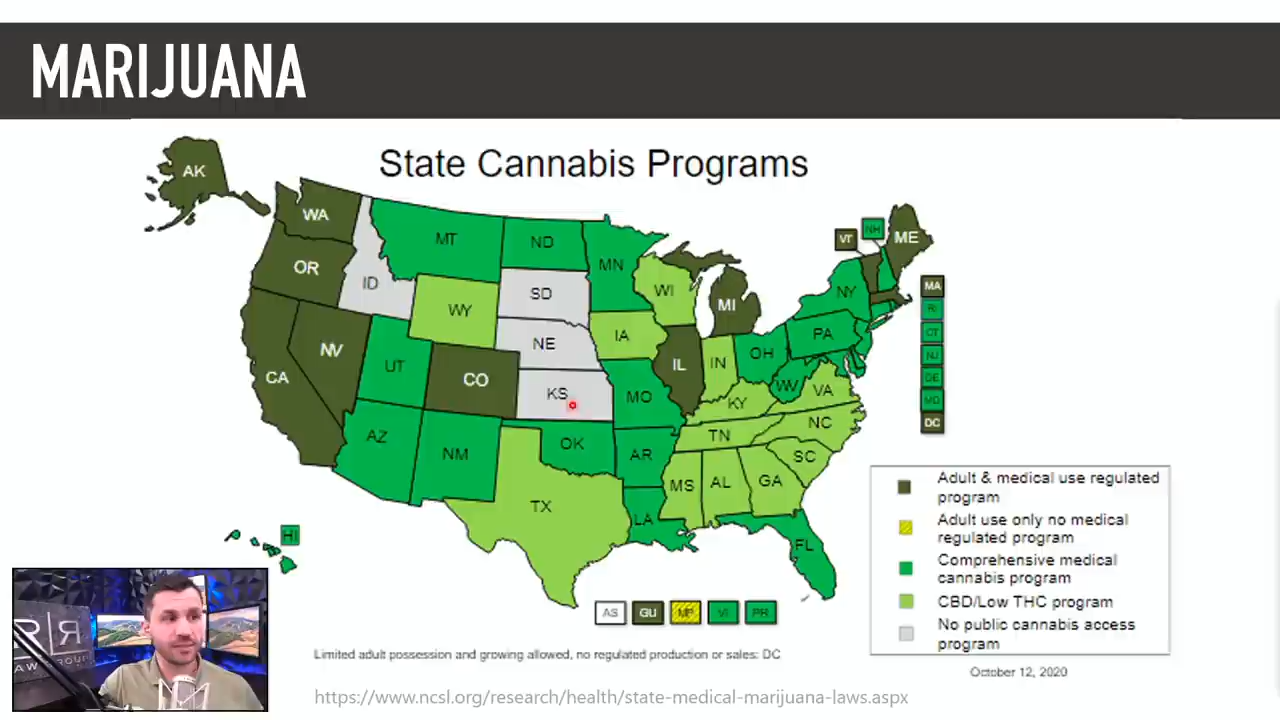 MARIJUANA
State Cannabis Programs
AK
WA
OR
CA
NV
ID
MT
WY
UT
CO
AZ
NM
ND
SD
NE
KS
OK
TX
MN
IA
MO
AR
LA
WI
IL
MI
IN
OH
KY
TN
MS
AL
GA
FL
SC
NC
VA
WV
PA
NY
VT
NH
ME
MA
RI
CT
NJ
DE
MD
DC
HI
AS
GU
MP
VI
PR
Adult & medical use regulated
program
Adult use only no medical
regulated program
Comprehensive medical
cannabis program
CBD/Low THC program
No public cannabis access
program
Limited adult possession and growing allowed, no regulated production or sales: DC
October 12, 2020
https://www.ncsl.org/research/health/state-medical-marijuana-laws.aspx
R|R